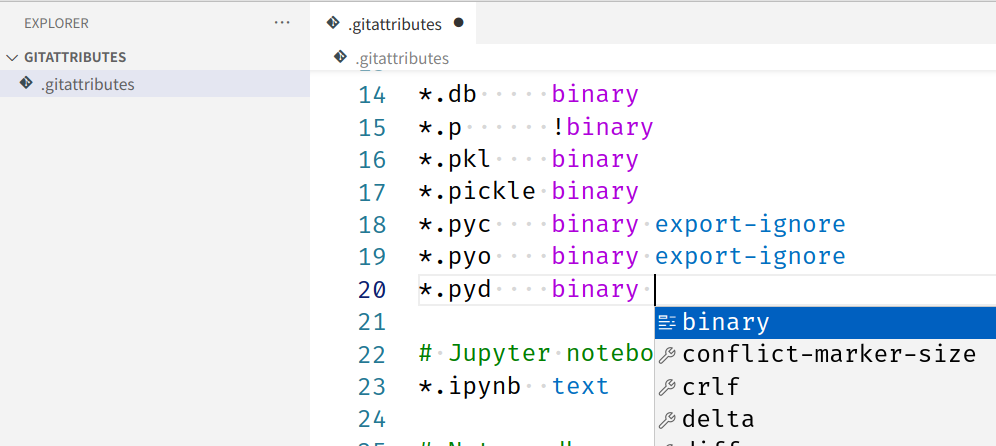 EXPLORER ···
GITATTRIBUTES
.gitattributes
.gitattributes ●
.gitattributes
14 *.db binary
15 *.p !binary
16 *.pkl binary
17 *.pickle binary
18 *.pyc binary export-ignore
19 *.pyo binary export-ignore
20 *.pyd binary
21
binary
22 # Jupyter notebo
conflict-marker-size
23 *.ipynb text
crlf
24
delta